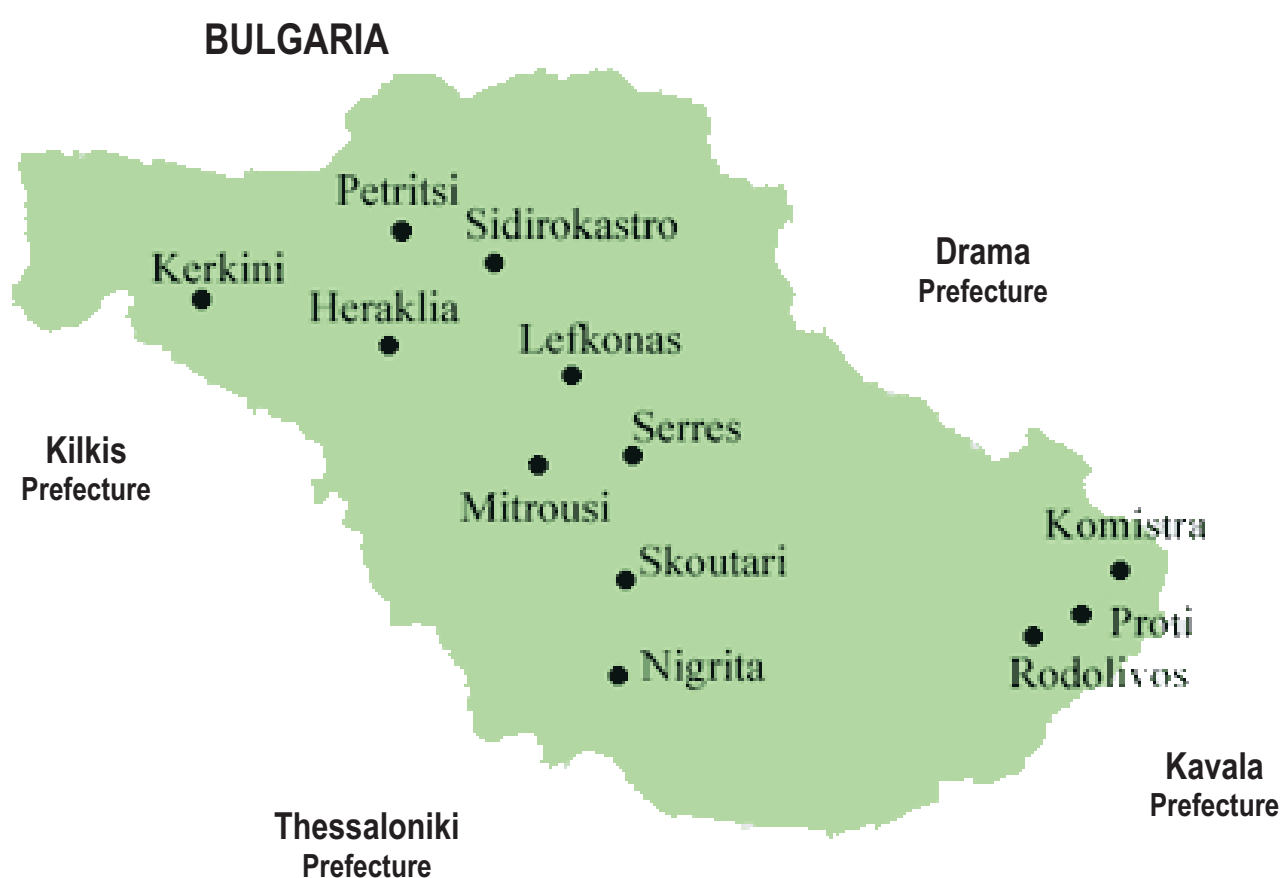 BULGARIA
Petritsi
Sidirokastro
Drama
Prefecture
Kerkini
Heraklia
Lefkonas
Serres
Kilkis
Prefecture
Mitrousi
Komistra
Skoutari
Proti
Nigrita
Rodolivos
Kavala
Prefecture
Thessaloniki
Prefecture